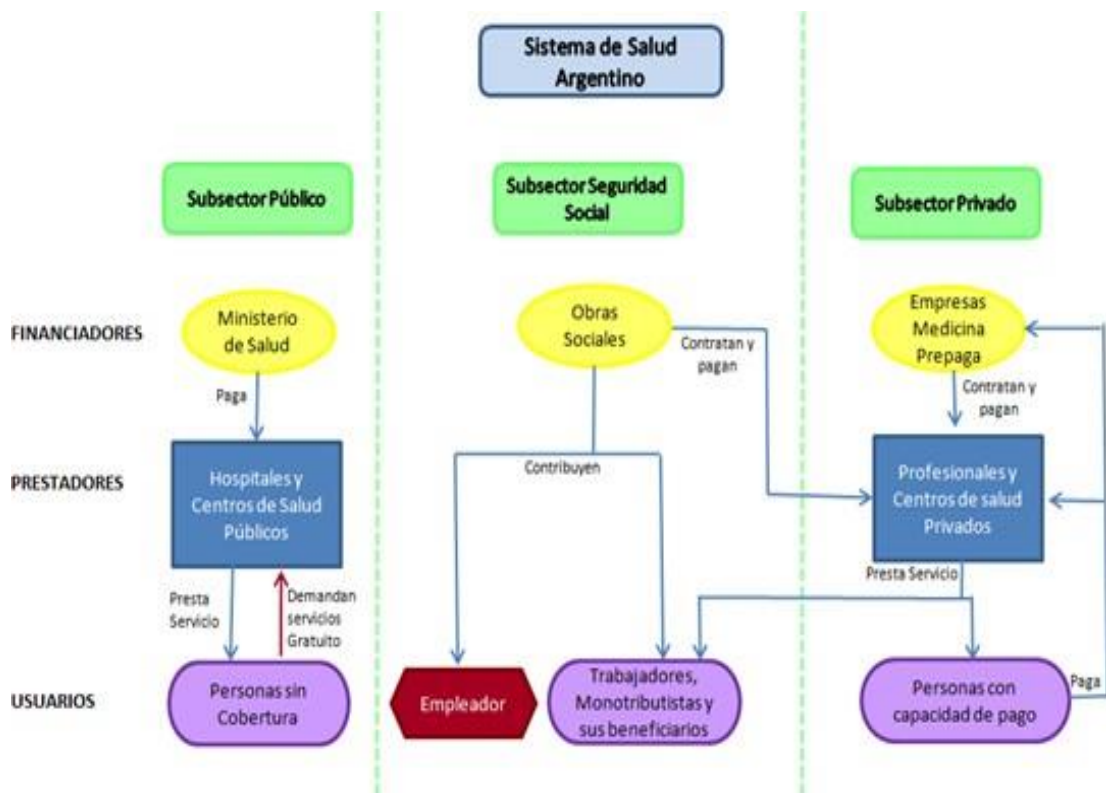 Sistema de Salud
Argentino
Subsector Público
Subsector Seguridad
Social
Subsector Privado
FINANCIADORES
Ministerio
de Salud
Obras
Sociales
Empresas
Medicina
Prepaga
Paga
Contratan y
pagan
Contratan y
pagan
PRESTADORES
Hospitales y
Centros de Salud
Públicos
Contribuyen
Profesionales y
Centros de salud
Privados
Presta
Servicio
Demandan
servicios
Gratuito
Presta Servicio
USUARIOS
Personas sin
Cobertura
Empleador
Trabajadores,
Monotributistas y
sus beneficiarios
Personas con
capacidad de pago
Paga